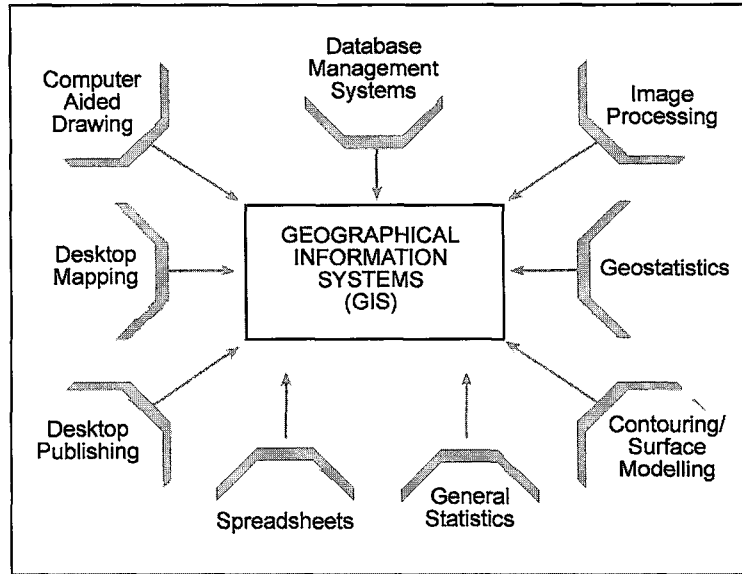 Database
Management
Systems
Computer
Aided
Drawing
Image
Processing
Desktop
Mapping
GEOGRAPHICAL
INFORMATION
SYSTEMS
(GIS)
Geostatistics
Desktop
Publishing
Contouring/
Surface
Modelling
Spreadsheets
General
Statistics